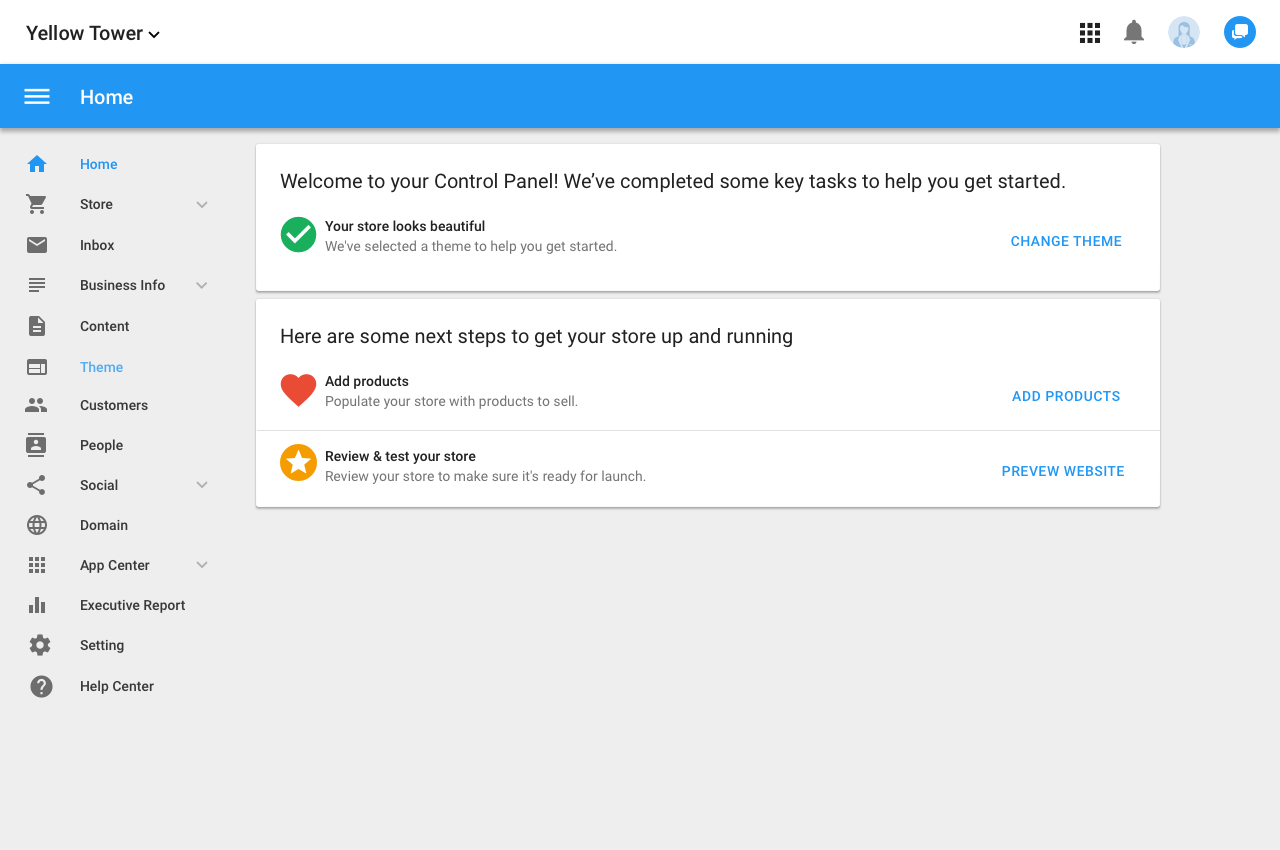 Yellow Tower
Home
Home
Store
Inbox
Business Info
Content
Theme
Customers
People
Social
Domain
App Center
Executive Report
Setting
Help Center
Welcome to your Control Panel! We’ve completed some key tasks to help you get started.
Your store looks beautiful
We've selected a theme to help you get started.
CHANGE THEME
Here are some next steps to get your store up and running
Add products
Populate your store with products to sell.
ADD PRODUCTS
Review & test your store
Review your store to make sure it's ready for launch.
PREVEW WEBSITE